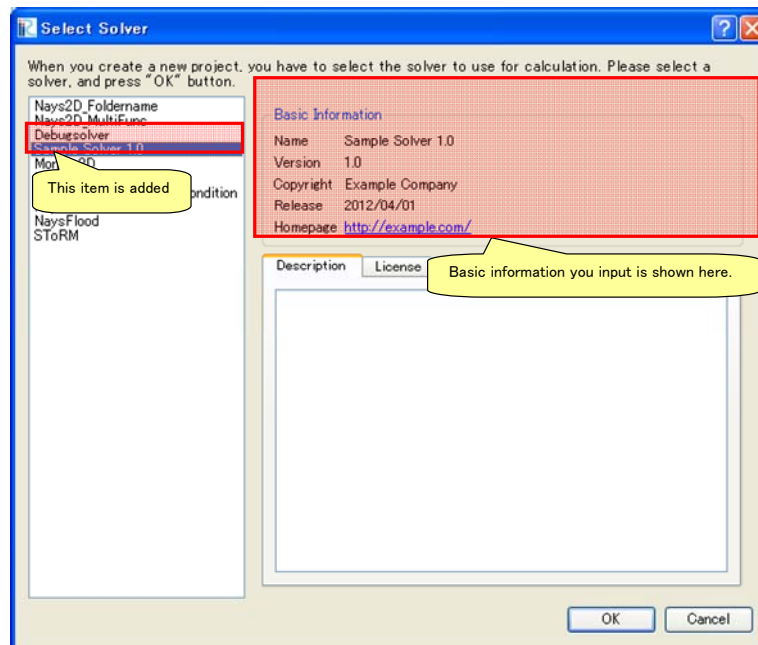 Select Solver
When you create a new project, you have to select the solver to use for calculation. Please select a
solver, and press "OK" button.
Nays2D_Foldername
Nays2D_MultiFunc
Debugsolver
Sample Solver 1.0
This item is added
ondition
NaysFlood
SToRM
Basic Information
Name Sample Solver 1.0
Version 1.0
Copyright Example Company
Release 2012/04/01
Homepage http://example.com/
Description License
Basic information you input is shown here.
OK Cancel